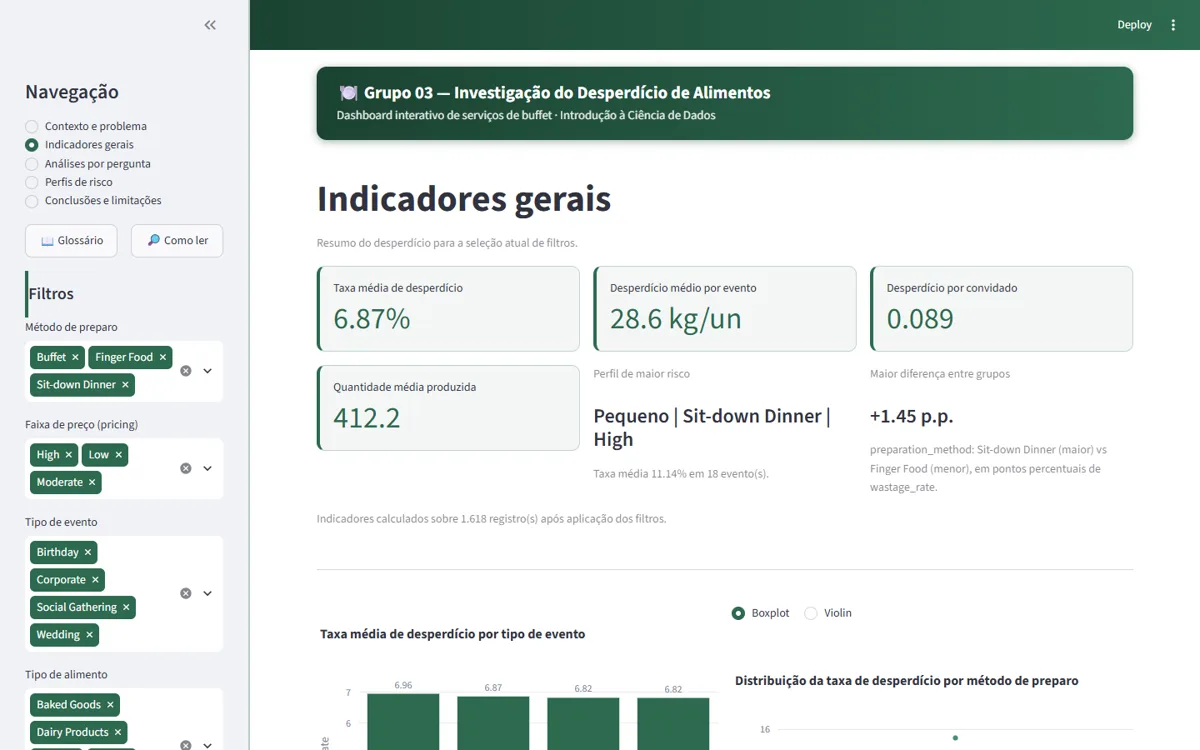 Navegação
Contexto e problema
Indicadores gerais
Análises por pergunta
Perfis de risco
Conclusões e limitações
Glossário
Como ler
Filtros
Método de preparo
Buffet
Finger Food
Sit-down Dinner
Faixa de preço (pricing)
High
Low
Moderate
Tipo de evento
Birthday
Corporate
Social Gathering
Wedding
Tipo de alimento
Baked Goods
Dairy Products
Deploy
Grupo 03 — Investigação do Desperdício de Alimentos
Dashboard interativo de serviços de buffet · Introdução à Ciência de Dados
Indicadores gerais
Resumo do desperdício para a seleção atual de filtros.
Taxa média de desperdício
6.87%
Desperdício médio por evento
28.6 kg/un
Desperdício por convidado
0.089
Quantidade média produzida
412.2
Perfil de maior risco
Pequeno | Sit-down Dinner |
High
Taxa média 11.14% em 18 evento(s).
Maior diferença entre grupos
+1.45 p.p.
preparation_method: Sit-down Dinner (maior) vs
Finger Food (menor), em pontos percentuais de
wastage_rate.
Indicadores calculados sobre 1.618 registro(s) após aplicação dos filtros.
Taxa média de desperdício por tipo de evento
6.96
6.87
6.82
6.82
7
6
Boxplot
Violin
Distribuição da taxa de desperdício por método de preparo
16